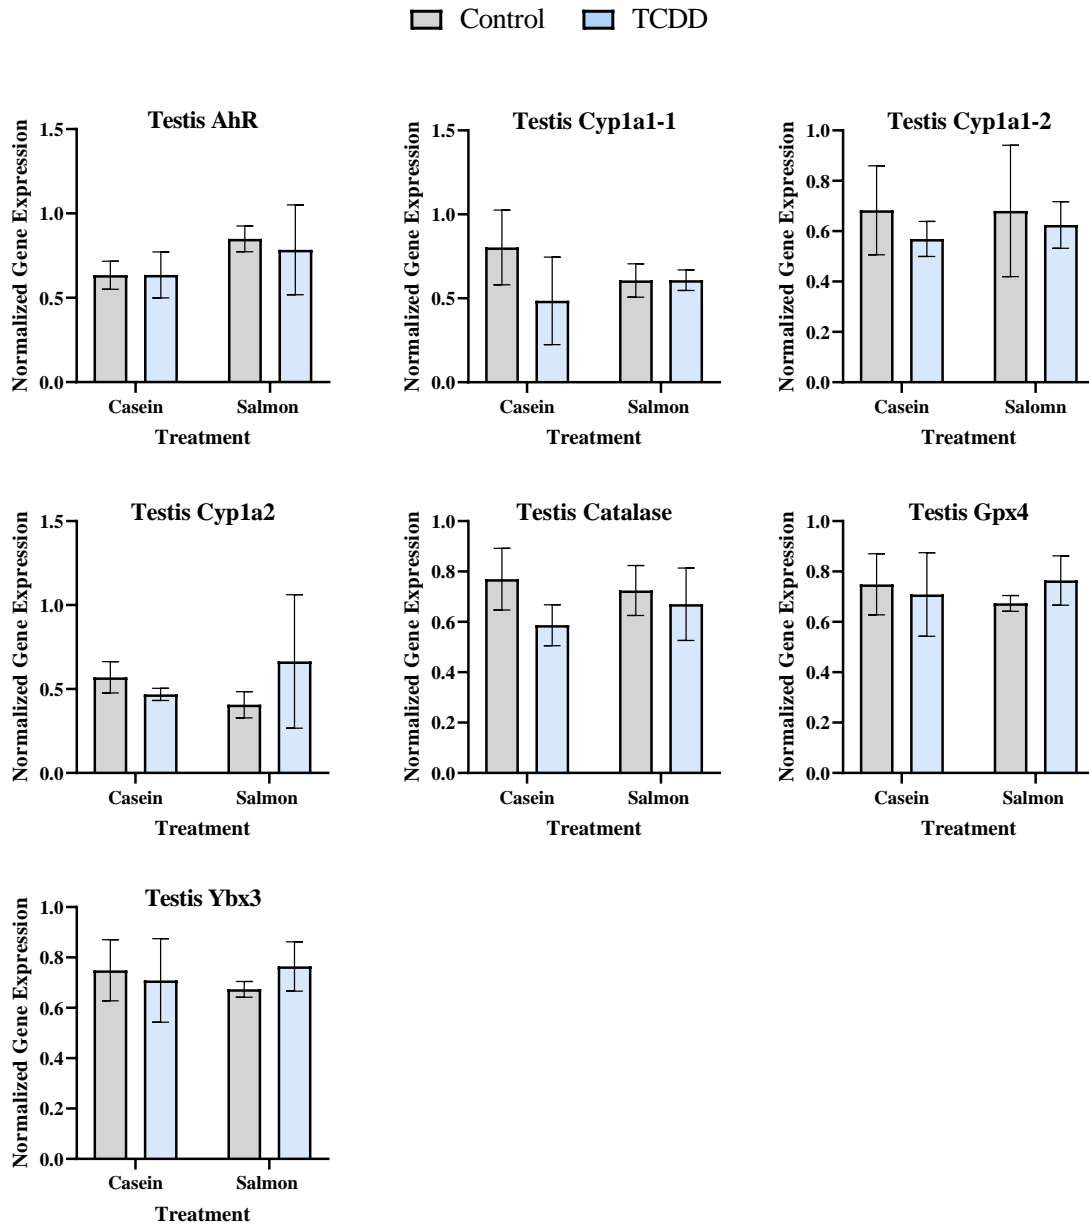 Control TCDD
Testis AhR
Normalized Gene Expression
1.5
1.0
0.5
0.0
Casein Salmon
Treatment
Testis Cyp1a1-1
Normalized Gene Expression
1.5
1.0
0.5
0.0
Casein Salmon
Treatment
Testis Cyp1a1-2
Normalized Gene Expression
1.0
0.8
0.6
0.4
0.2
0.0
Casein Salomn
Treatment
Testis Cyp1a2
Normalized Gene Expression
1.5
1.0
0.5
0.0
Casein Salmon
Treatment
Testis Catalase
Normalized Gene Expression
1.0
0.8
0.6
0.4
0.2
0.0
Casein Salmon
Treatment
Testis Gpx4
Normalized Gene Expression
1.0
0.8
0.6
0.4
0.2
0.0
Casein Salmon
Treatment
Testis Ybx3
Normalized Gene Expression
1.0
0.8
0.6
0.4
0.2
0.0
Casein Salmon
Treatment